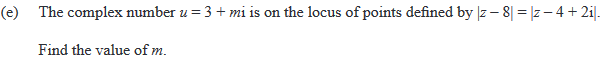 (e) The complex number u = 3 + mi is on the locus of points defined by |z – 8| = |z – 4 + 2i|.
Find the value of m.